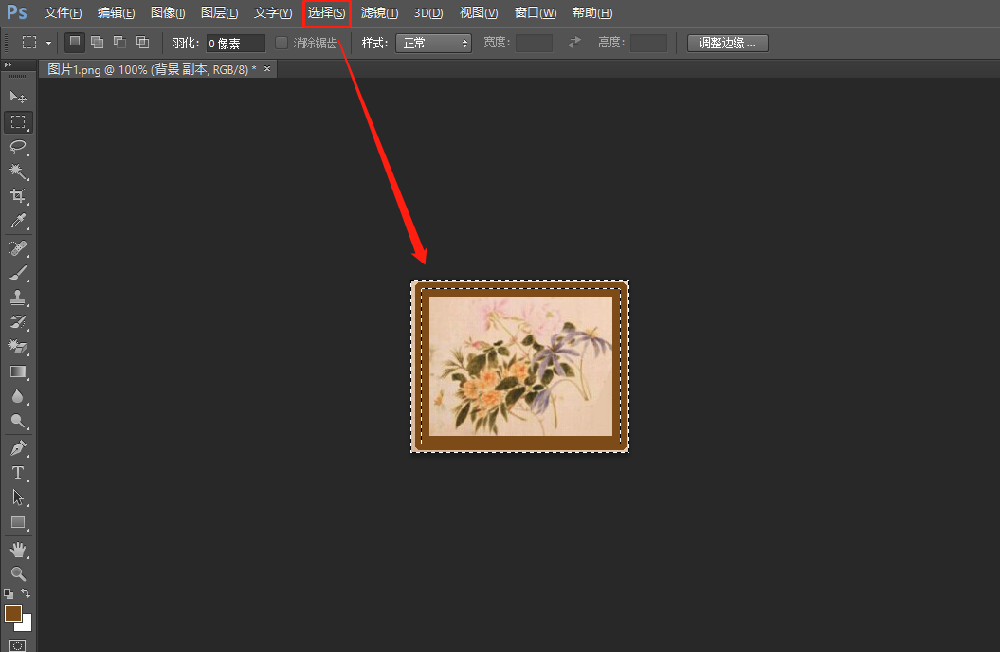 Ps 文件(F) 编辑(E) 图像(I) 图层(L) 文字(Y) 选择(S) 滤镜(T) 3D(D) 视图(V) 窗口(W) 帮助(H)
羽化: 0 像素 消除锯齿 样式: 正常 宽度: 高度: 调整边缘...
图片1.png @ 100% (背景 副本, RGB/8) * ×
T